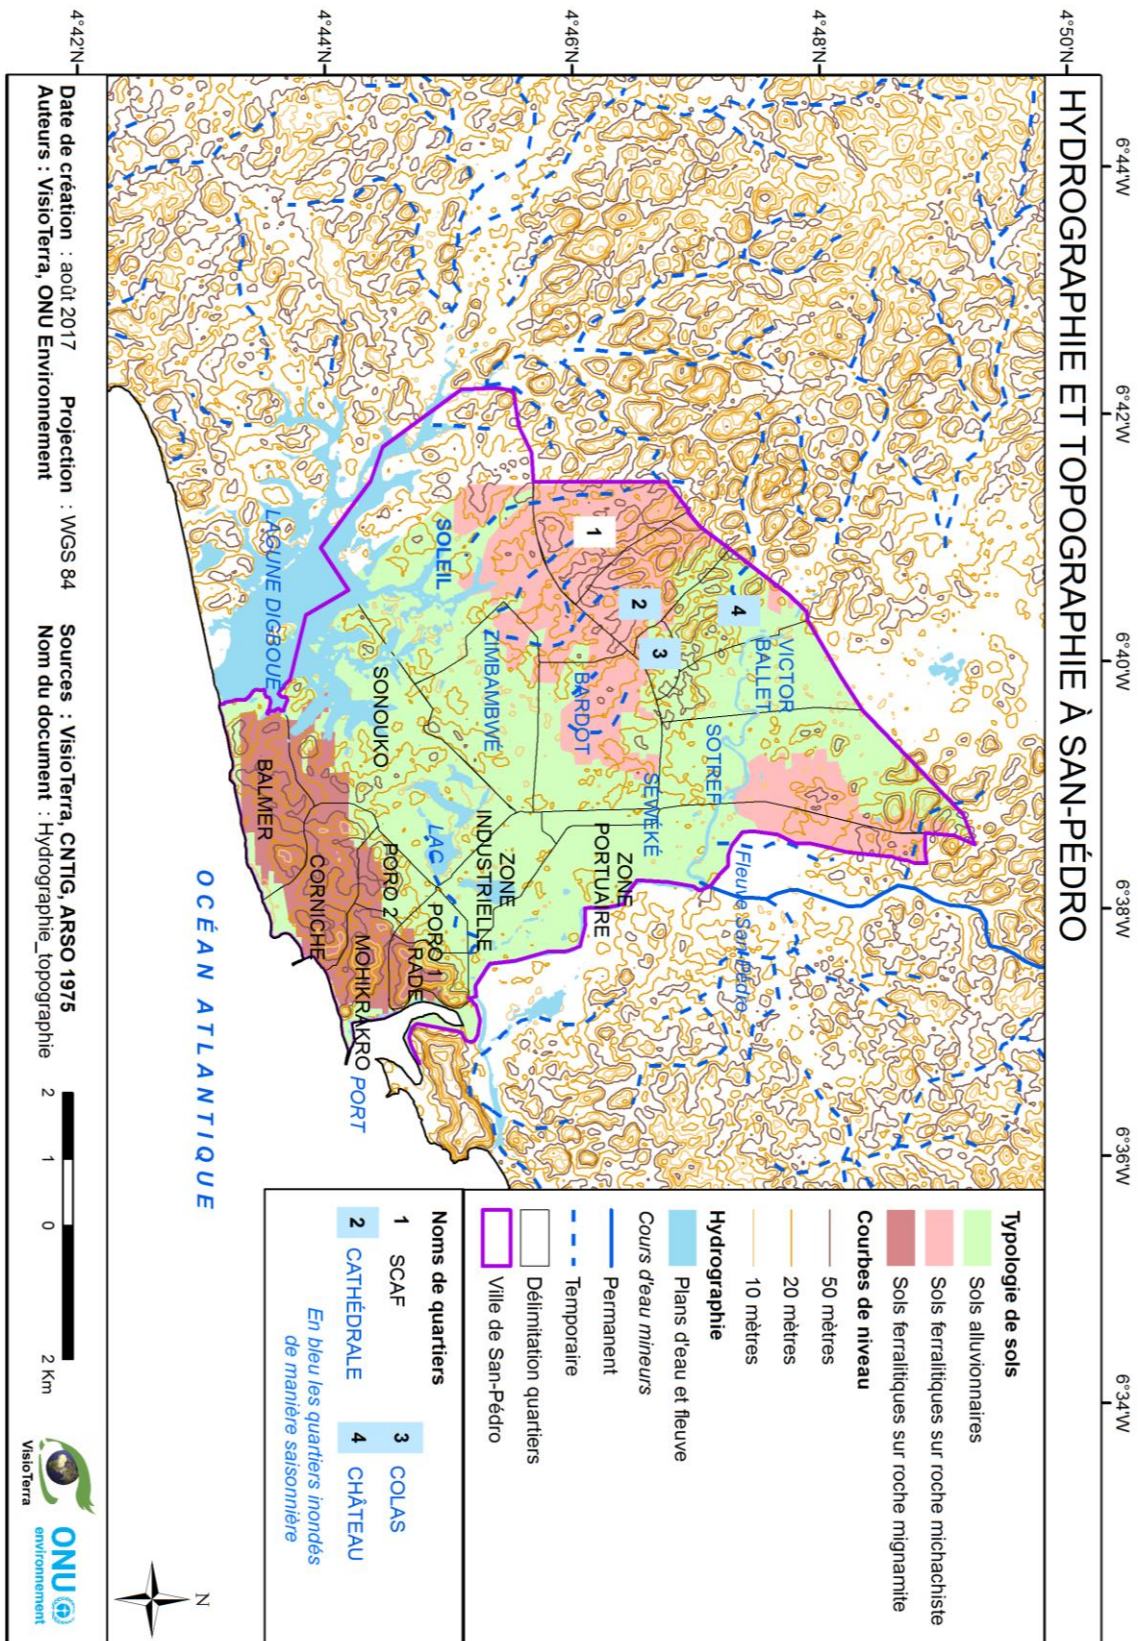 HYDROGRAPHIE ET TOPOGRAPHIE À SAN-PÉDRO
6°44'W
6°42'W
6°40'W
6°38'W
6°36'W
6°34'W
4°50'N
4°48'N
4°46'N
4°44'N
4°42'N
Fleuve San Pédre
VICTOR
BALLET
4
SOTREF
3
2
SEWÉKÉ
1
BARDOT
ZONE
PORTUAIRE
ZIMBAMBWÉ
ZONE
INDUSTRIELLE
SOLEIL
LAC
PORO 1
RADE
SONOUKO
PORO 2
MOHIKRAKRO
PORT
CORNICHE
LAGUNE DIGBOUE
BALMER
OCÉAN ATLANTIQUE
Typologie de sols
Sols alluvionnaires
Sols ferralitiques sur roche michachiste
Sols ferralitiques sur roche mignamite
Courbes de niveau
50 mètres
20 mètres
10 mètres
Hydrographie
Plans d'eau et fleuve
Cours d'eau mineurs
Permanent
Temporaire
Délimitation quartiers
Ville de San-Pédro
Noms de quartiers
1 SCAF
3 COLAS
2 CATHÉDRALE
4 CHÂTEAU
En bleu les quartiers inondés
de manière saisonnière
N
Date de création : août 2017 Projection : WGS 84 Sources : VisioTerra, CNTIG, ARSO 1975
Auteurs : VisioTerra, ONU Environnement Nom du document : Hydrographie_topographie
2 1 0 2 Km
VisioTerra
ONU
environnement